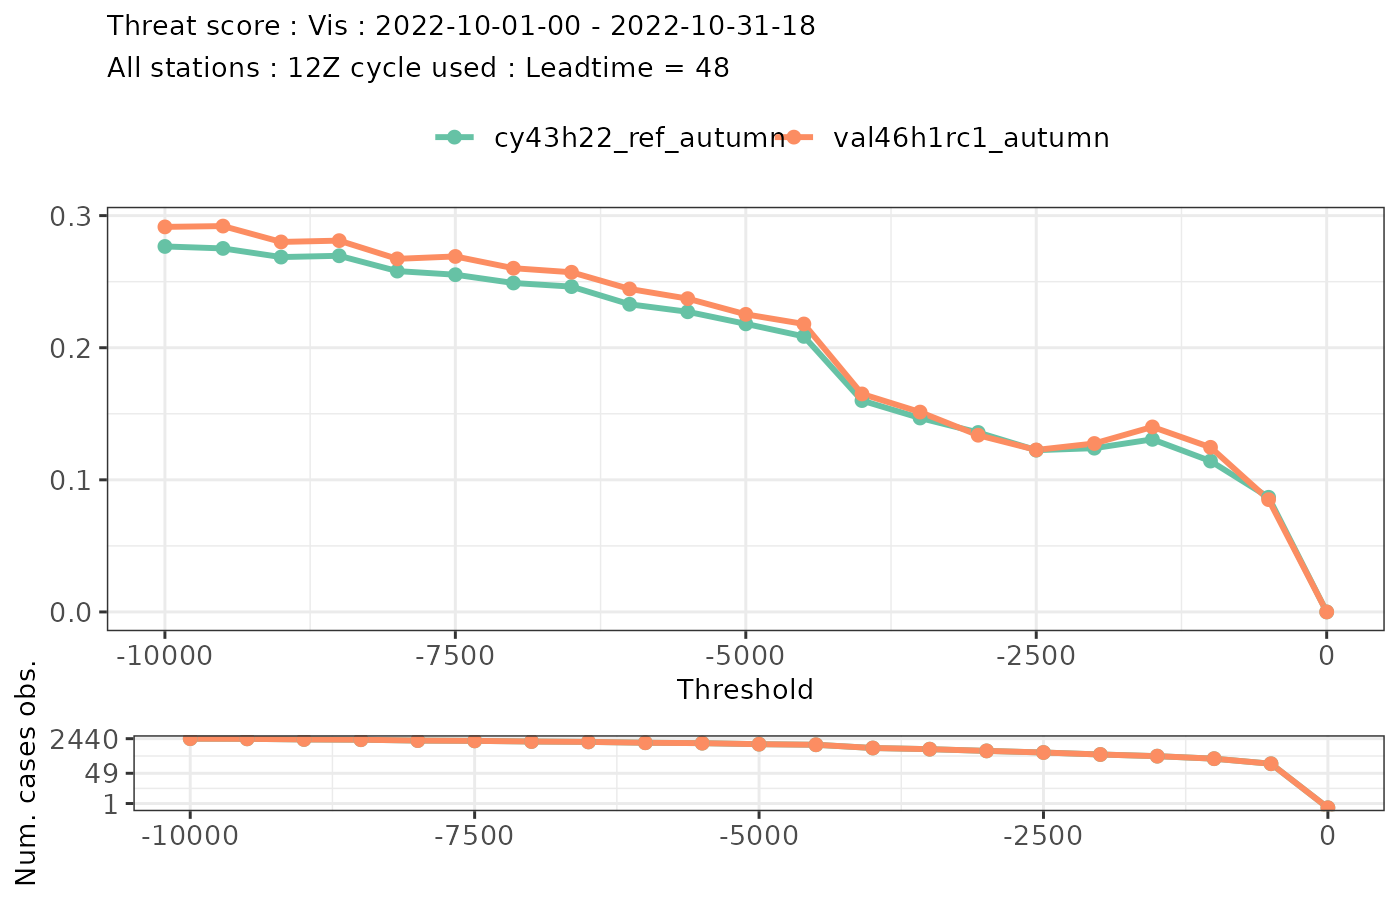 Threat score : Vis : 2022-10-01-00 - 2022-10-31-18
All stations : 12Z cycle used : Leadtime = 48
cy43h22_ref_autumn val46h1rc1_autumn
0.3
0.2
0.1
0.0
-10000 -7500 -5000 -2500 0
Threshold
Num. cases obs.
2440
49
1
-10000 -7500 -5000 -2500 0